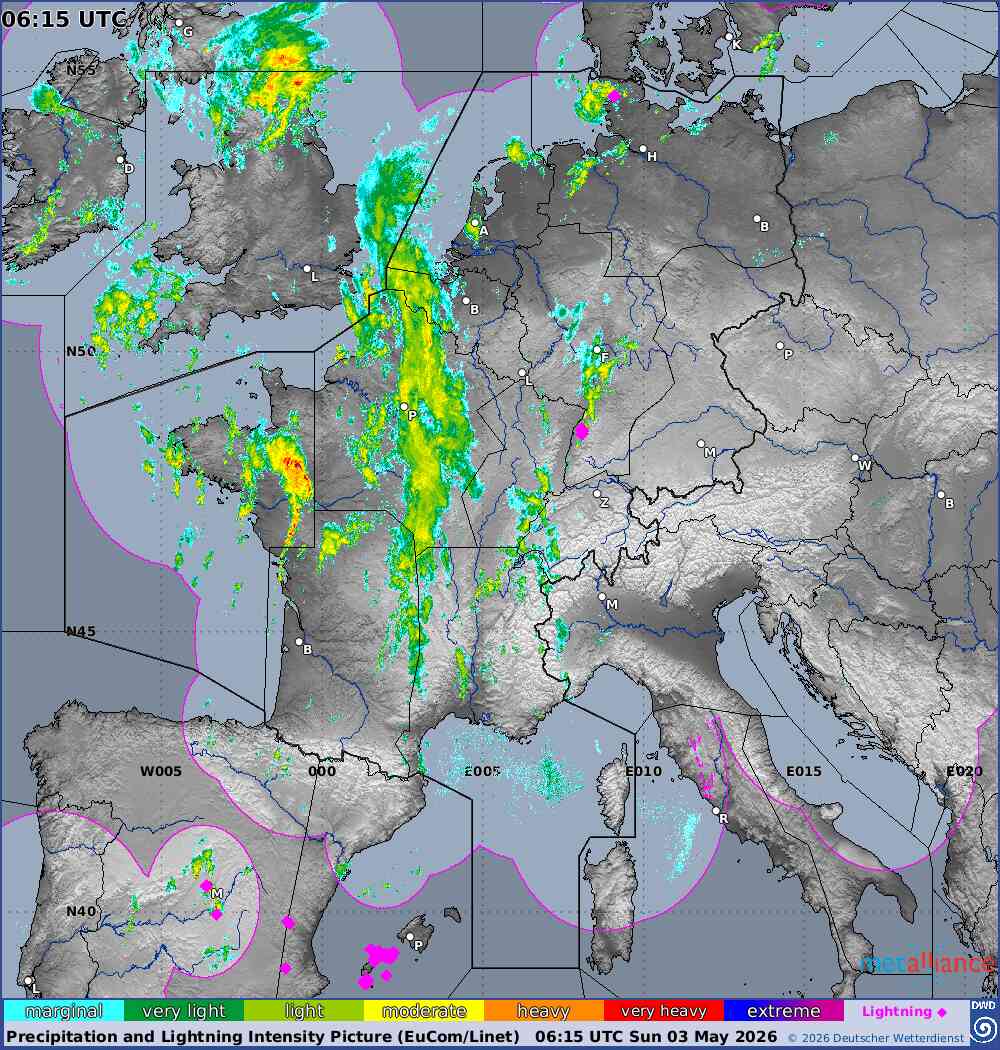 06:15 UTC
G
K
N55
D
H
A
B
L
B
N50
F
P
L
P
M
W
Z
B
M
N45
B
W005
000
E005
E010
E015
E020
R
M
N40
P
metalliance
L
marginal very light light moderate heavy very heavy extreme Lightning
DWD
Precipitation and Lightning Intensity Picture (EuCom/Linet) 06:15 UTC Sun 03 May 2026 © 2026 Deutscher Wetterdienst